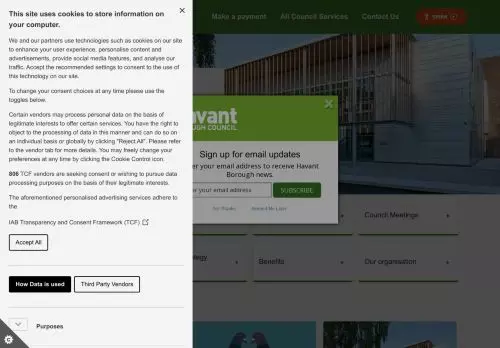 This site uses cookies to store information on
your computer.
We and our partners use technologies such as cookies on our site
to enhance your user experience, personalise content and
advertisements, provide social media features, and analyse our
traffic. Accept the recommended settings to consent to the use of
this technology on our site.
To change your consent choices at any time please use the
toggles below.
Certain vendors may process personal data on the basis of
legitimate interests to offer certain services. You have the right to
object to the processing of data in this manner and can do so on
an individual basis or globally by clicking "Reject All". Please refer
to the vendor tab for more details. You may freely change your
preferences at any time by clicking the Cookie Control icon.
806 TCF vendors are seeking consent or wishing to pursue data
processing purposes on the basis of their legitimate interests.
The aforementioned personalised advertising services adhere to
the
IAB Transparency and Consent Framework (TCF)
Accept All
How Data is used
Third Party Vendors
Purposes
Make a payment
All Council Services
Contact Us
avant
ROUGH COUNCIL
Sign up for email updates
er your email address to receive Havant
Borough news.
er your email address
SUBSCRIBE
No Thanks
Remind Me Later
Council Meetings
+
tegy
+
Benefits
+
Our organisation
+